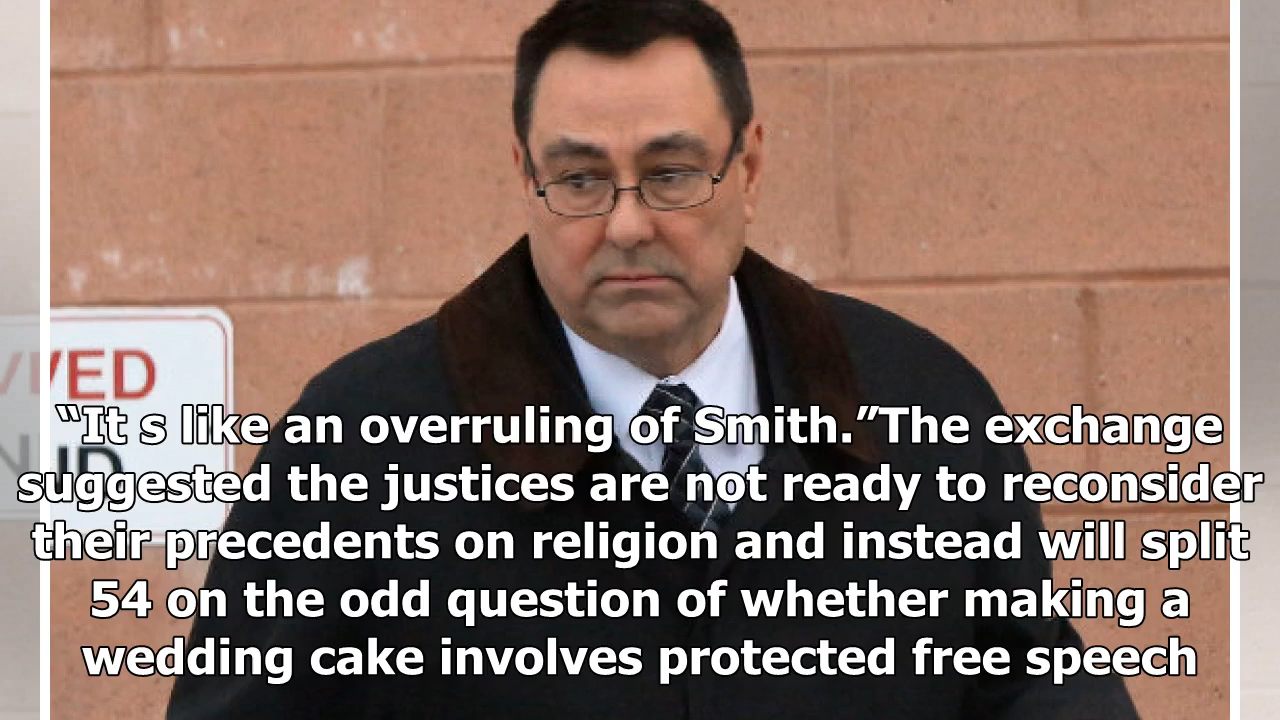 VED
“It s like an overruling of Smith.”The exchange
suggested the justices are not ready to reconsider
their precedents on religion and instead will split
54 on the odd question of whether making a
wedding cake involves protected free speech